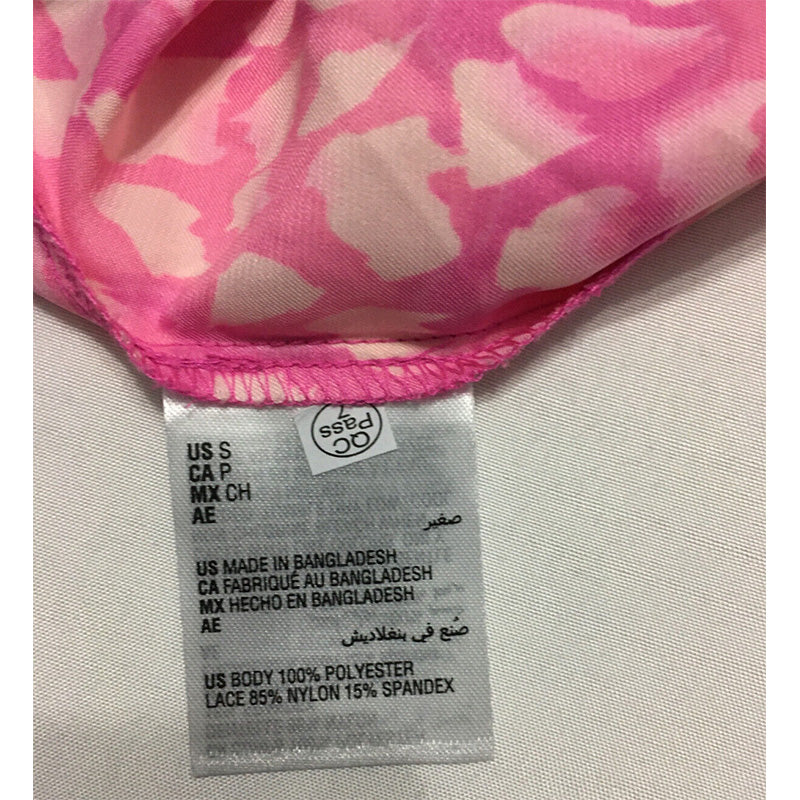 QC
Pass
7
US S
CA P
MX CH
AE
صغير
US MADE IN BANGLADESH
CA FABRIQUÉ AU BANGLADESH
MX HECHO EN BANGLADESH
AE
صُنع في بنغلاديش
US BODY 100% POLYESTER
LACE 85% NYLON 15% SPANDEX